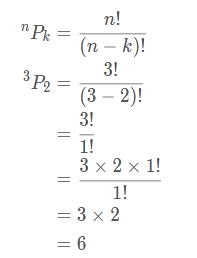 ⁿPₖ = n! / (n − k)!
³P₂ = 3! / (3 − 2)!
= 3! / 1!
= 3 × 2 × 1! / 1!
= 3 × 2
= 6